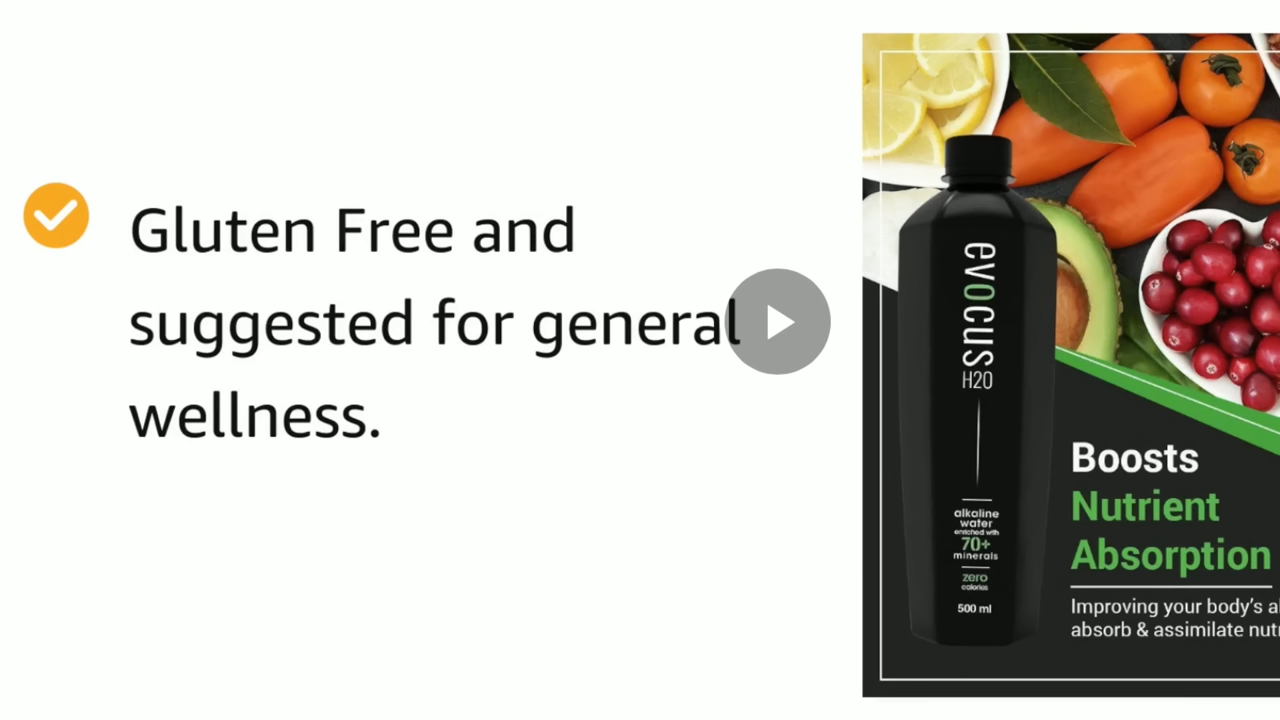 Gluten Free and
suggested for general
wellness.
evocus
H20
alkaline
water
enriched with
70+
minerals
zero
calories
500 ml
Boosts
Nutrient
Absorption
Improving your body's
absorb & assimilate